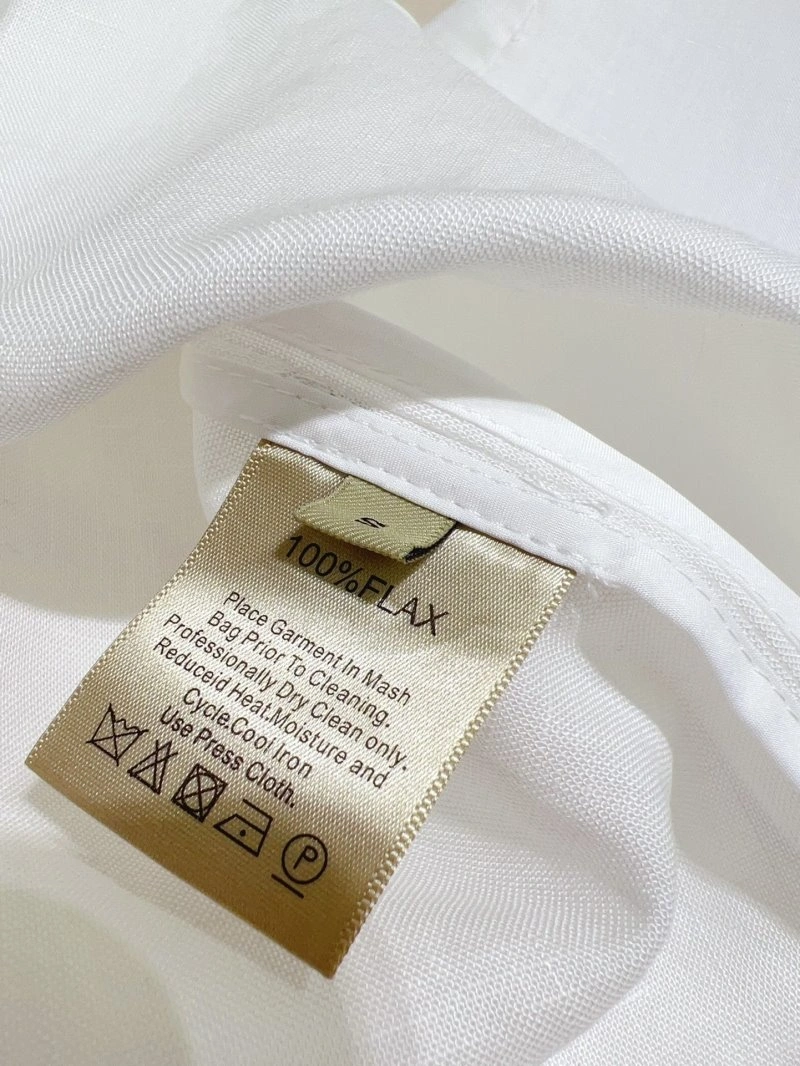 S
100%FLAX
Place Garment In Mash
Bag Prior To Cleaning.
Professionally Dry Clean only.
Reduceid Heat.Moisture and
Cycle.Cool Iron
Use Press Cloth.
P